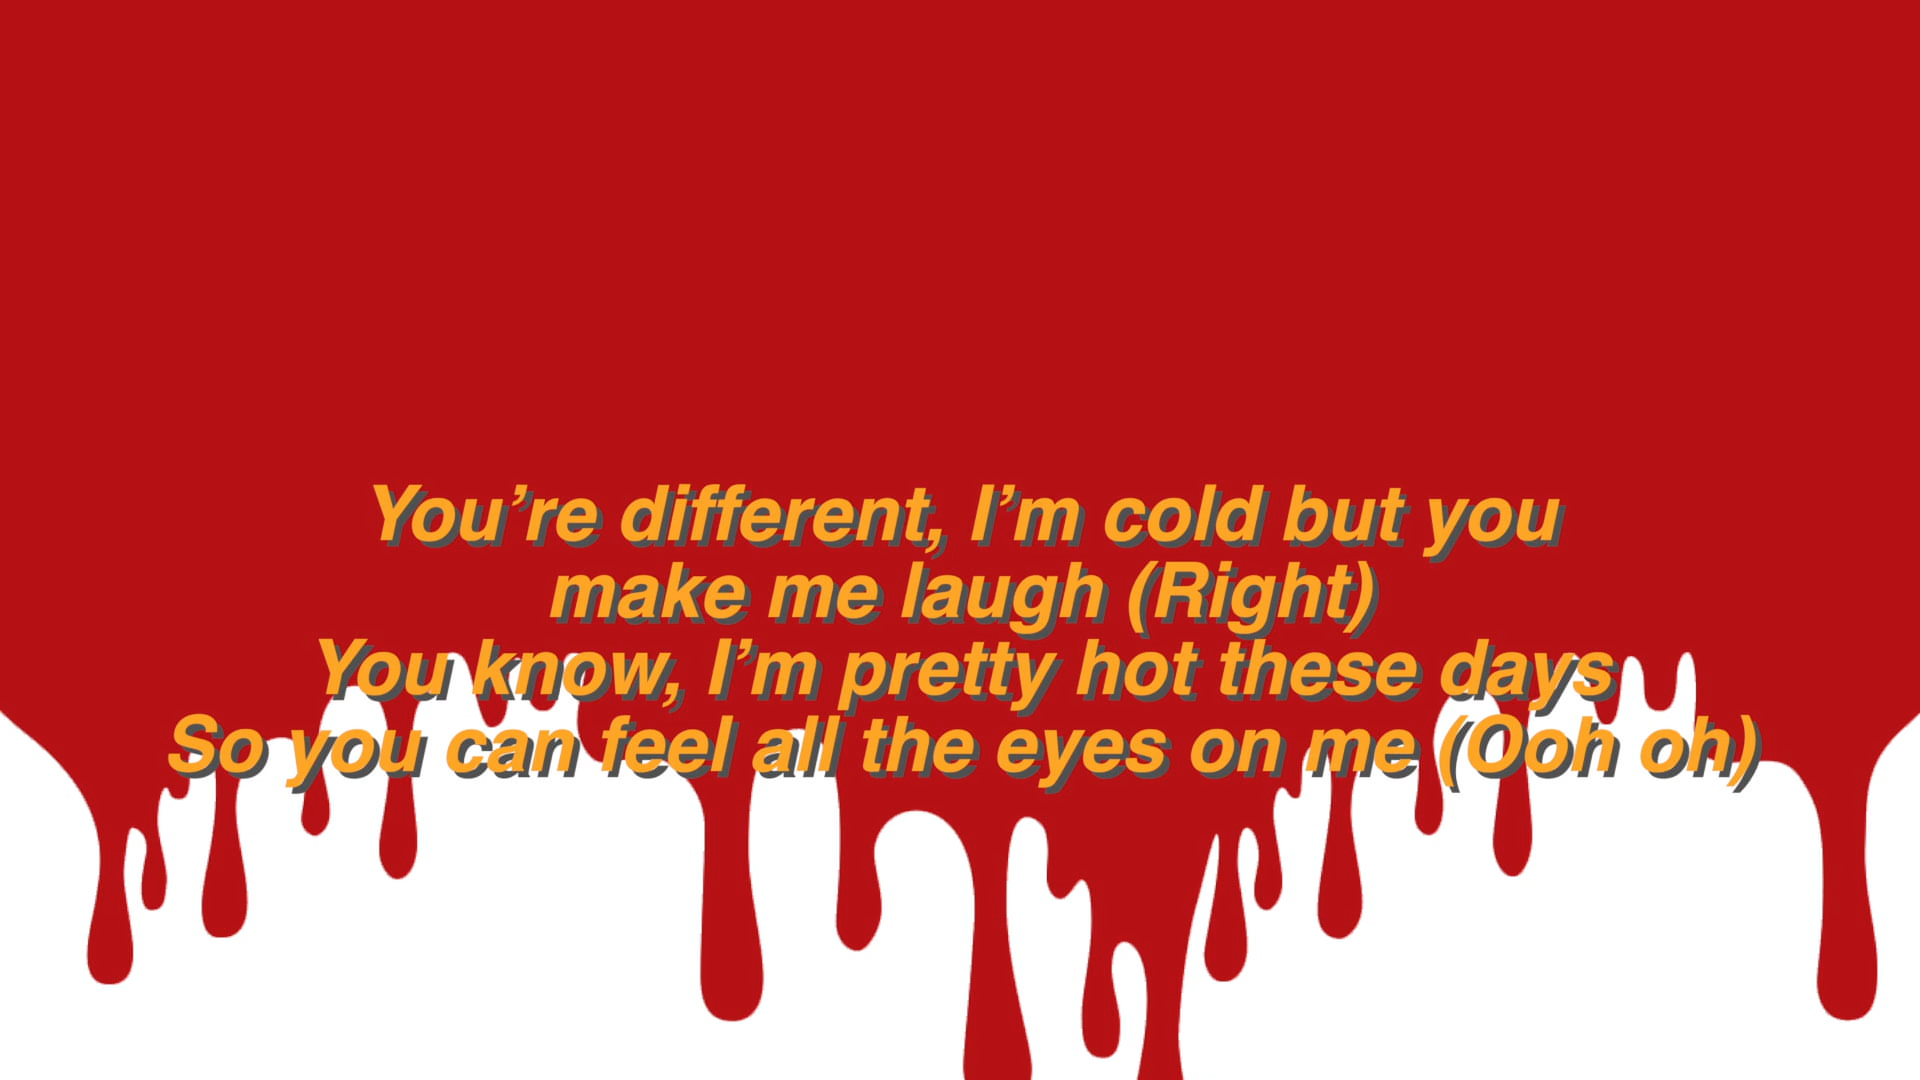 You’re different, I’m cold but you
make me laugh (Right)
You know, I’m pretty hot these days
So you can feel all the eyes on me (Ooh oh)